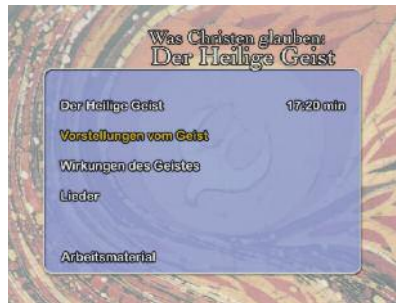 Was Christen glauben:
Der Heilige Geist
Der Heilige Geist 17:20 min
Vorstellungen vom Geist
Wirkungen des Geistes
Lieder
Arbeitsmaterial